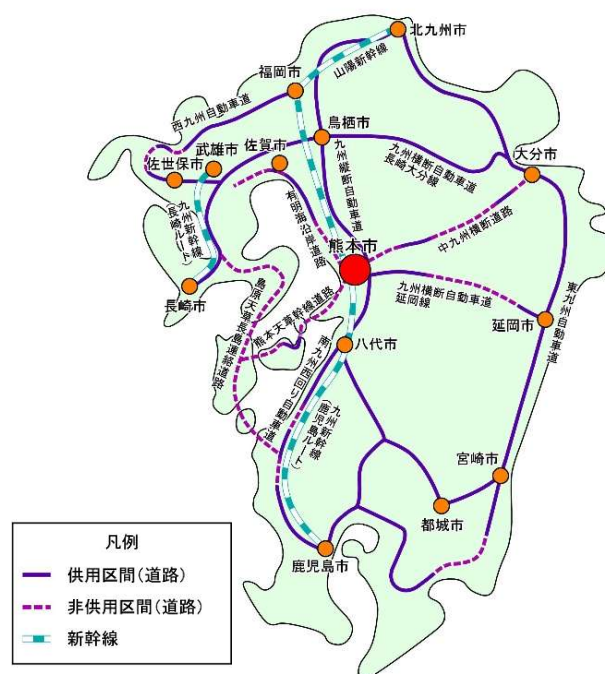 北九州市
山陽新幹線
福岡市
西九州自動車道
鳥栖市
武雄市
佐賀市
佐世保市
九州縦断自動車道
九州横断自動車道
長崎大分線
大分市
九州新幹線
(長崎ルート)
有明海沿岸道路
中九州横断道路
熊本市
長崎市
島原天草長島連絡道路
熊本天草幹線道路
九州横断自動車道
延岡線
延岡市
東九州自動車道
八代市
南九州西回り自動車道
九州新幹線
(鹿児島ルート)
宮崎市
都城市
鹿児島市
凡例
供用区間(道路)
非供用区間(道路)
新幹線